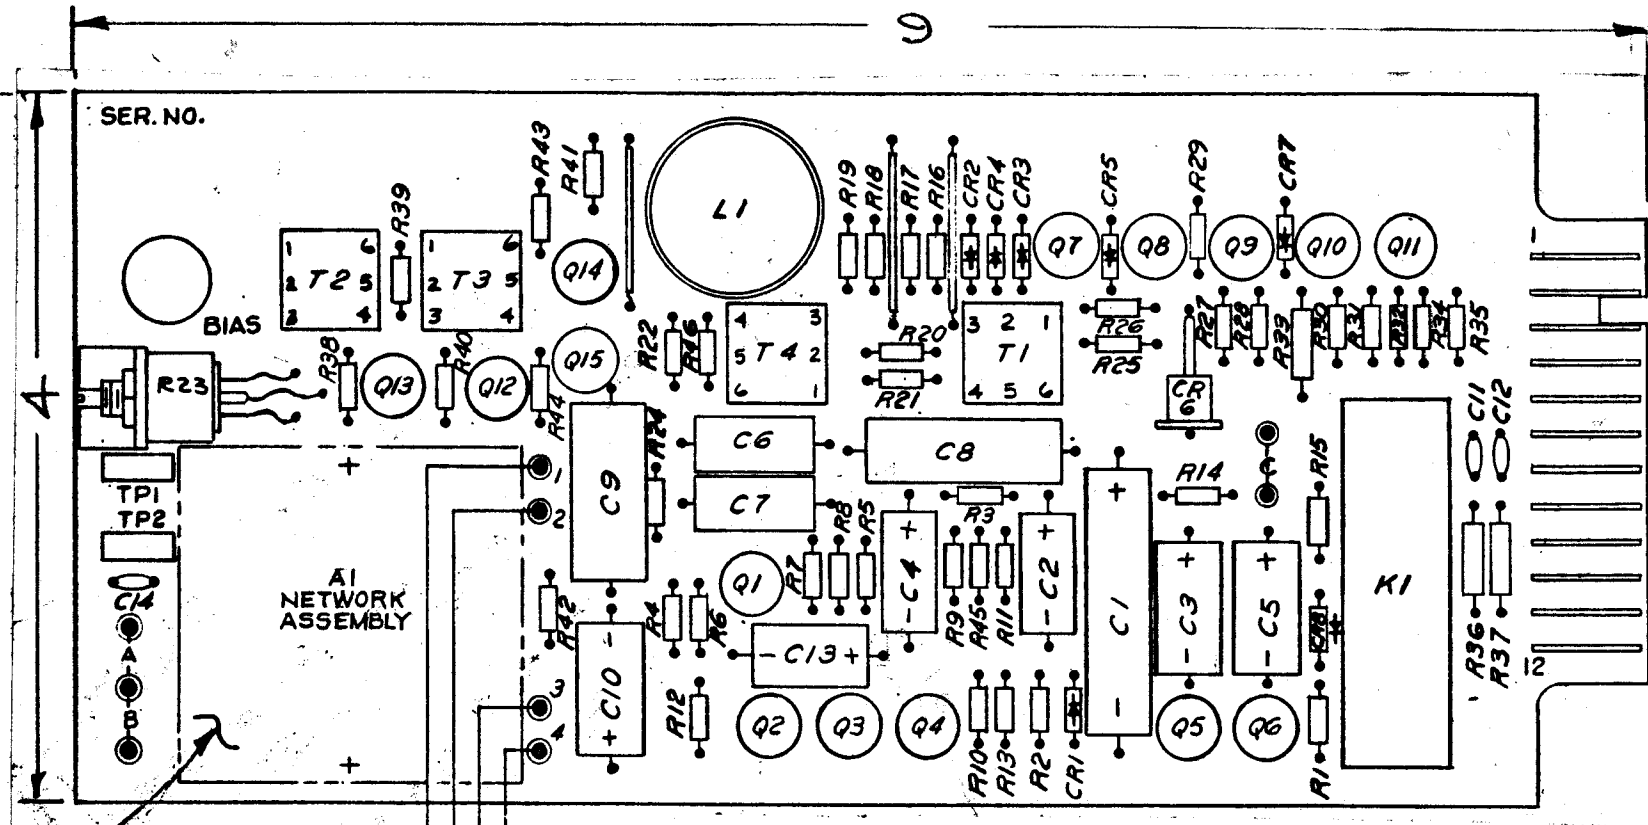 9
4
SER. NO.
R43
R41
L1
R19
R18
R17
R16
CR2
CR4
CR3
CR5
R29
CR7
R39
1 6
2 T2 5
3 4
1 6
2 T3 5
3 4
Q14
Q7
Q8
Q9
Q10
Q11
1
BIAS
R23
R38
Q13
R40
Q12
Q15
R44
R22
R46
4 3
5 T4 2
6 1
R20
R21
3 2 1
T1
4 5 6
R26
R25
CR
6
R27
R28
R33
R30
R31
R32
R34
R35
TP1
TP2
C14
A
B
A1
NETWORK
ASSEMBLY
+
+
1
2
3
4
C9
R24
C6
C7
C8
R3
R14
C
R15
C11
C12
R42
+ C10 -
R4
R6
R12
Q1
R7
R8
R5
- C4 +
- C13 +
R9
R45
R11
- C2 +
+ C1 -
- C3 +
- C5 +
CR8
K1
R36
R37
12
Q2
Q3
Q4
R10
R13
R2
CR1
Q5
Q6
R1